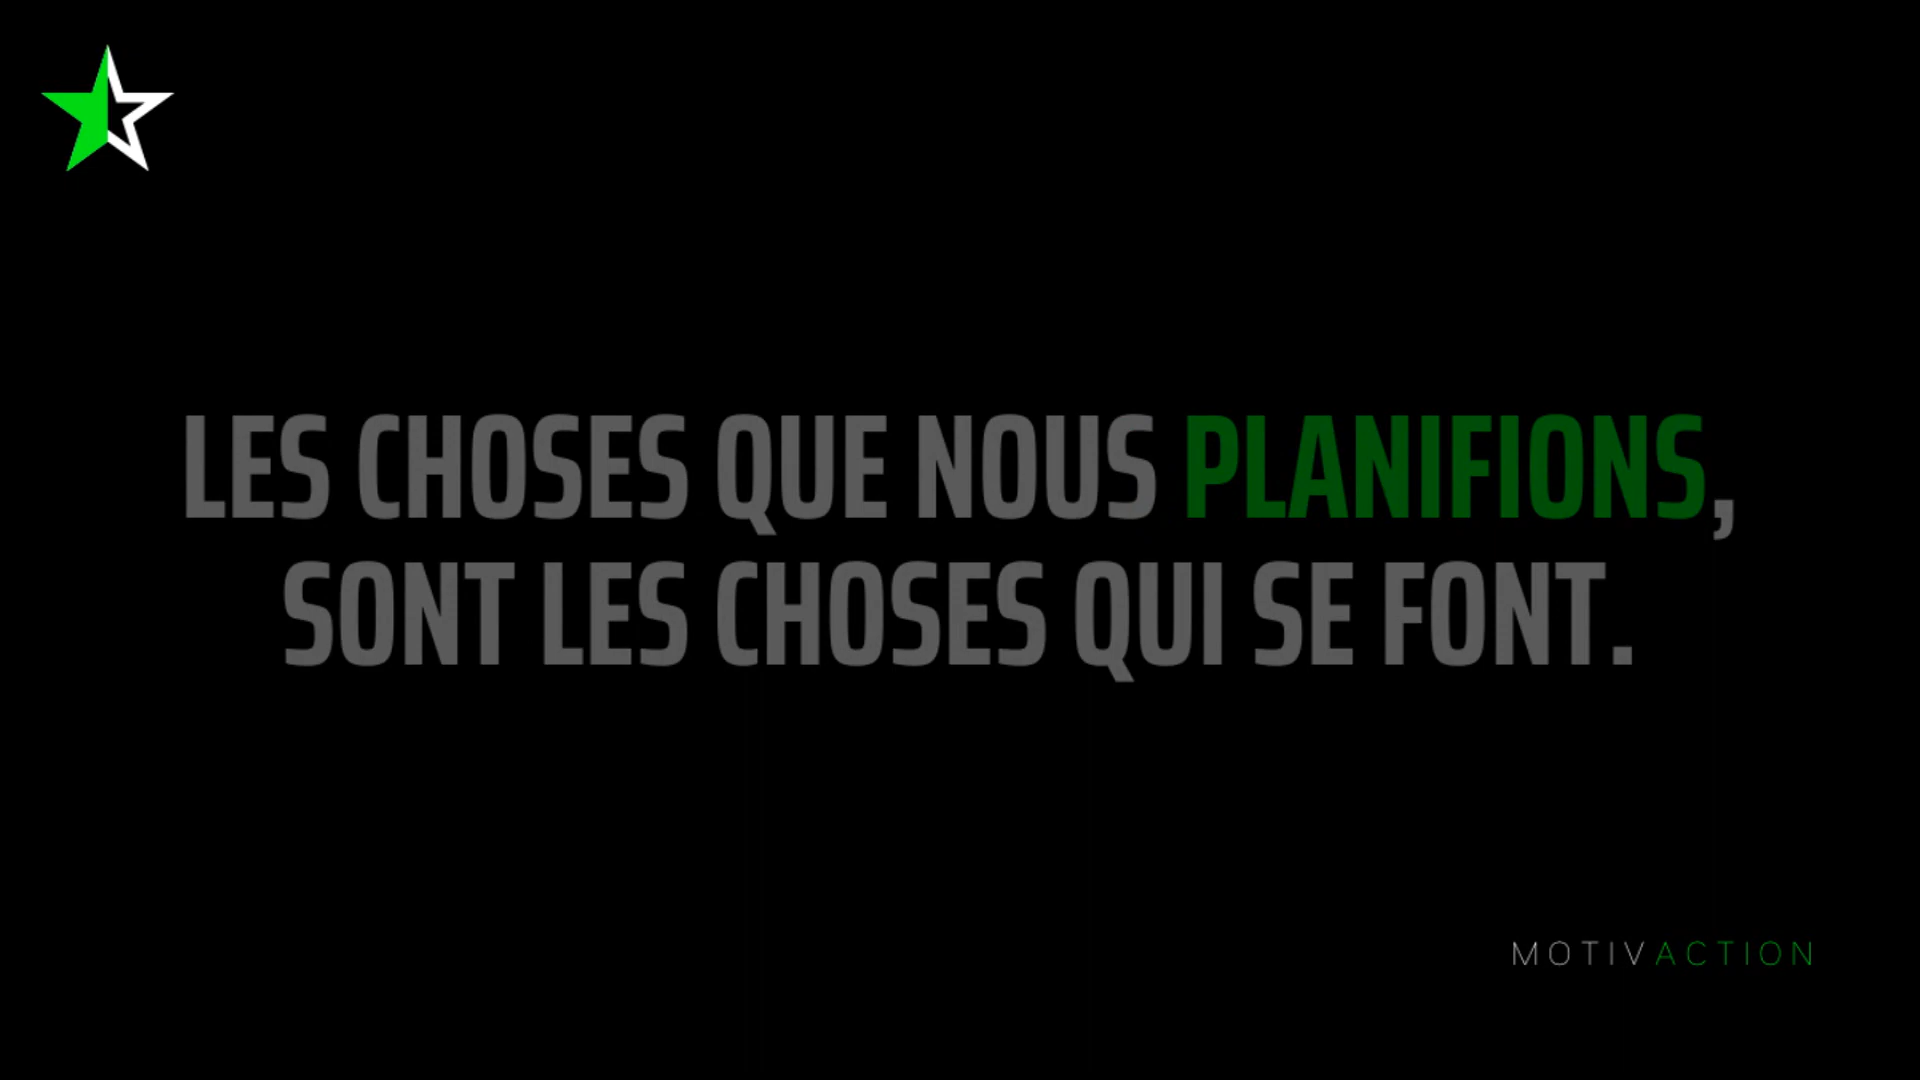 LES CHOSES QUE NOUS PLANIFIONS,
SONT LES CHOSES QUI SE FONT.
MOTIVACTION